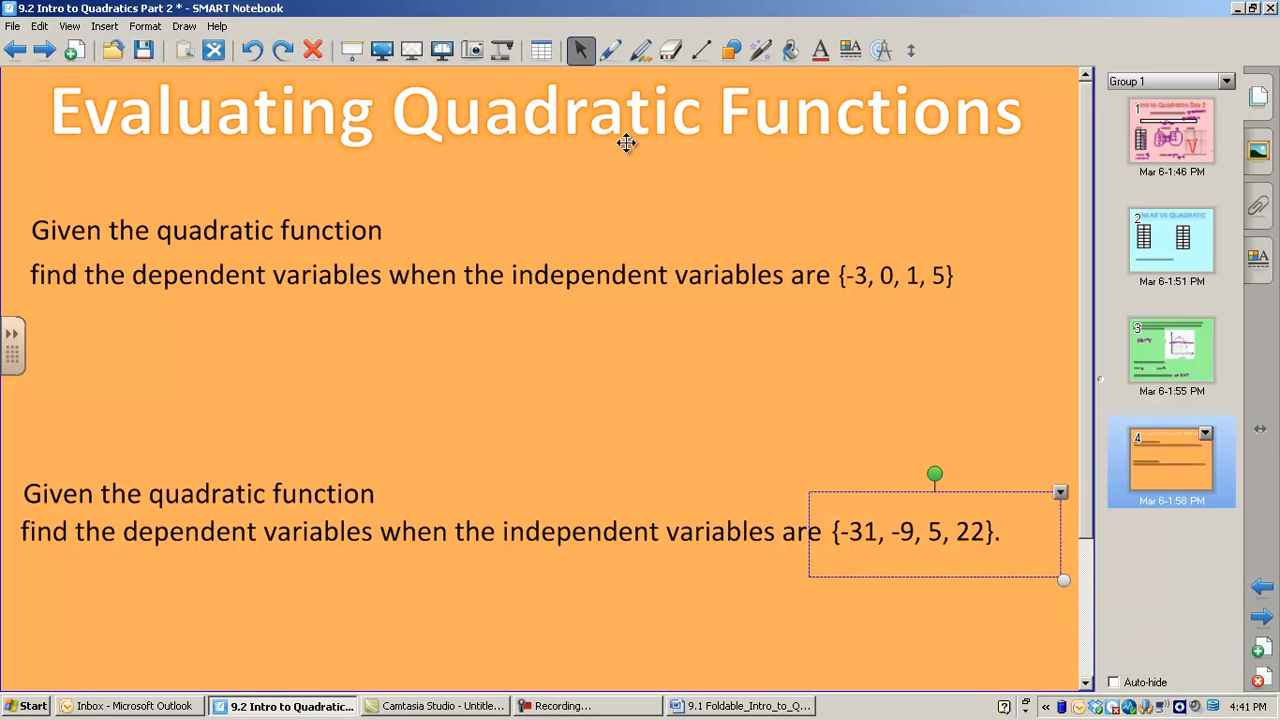 9.2 Intro to Quadratics Part 2 * - SMART Notebook
File Edit View Insert Format Draw Help
Evaluating Quadratic Functions
Given the quadratic function
find the dependent variables when the independent variables are {-3, 0, 1, 5}
Given the quadratic function
find the dependent variables when the independent variables are {-31, -9, 5, 22}.
Group 1
1
Mar 6-1:46 PM
2
Mar 6-1:51 PM
3
Mar 6-1:55 PM
4
Mar 6-1:58 PM
Auto-hide
Start
Inbox - Microsoft Outlook
9.2 Intro to Quadratic...
Camtasia Studio - Untitle...
Recording...
9.1 Foldable_Intro_to_Q...
4:41 PM